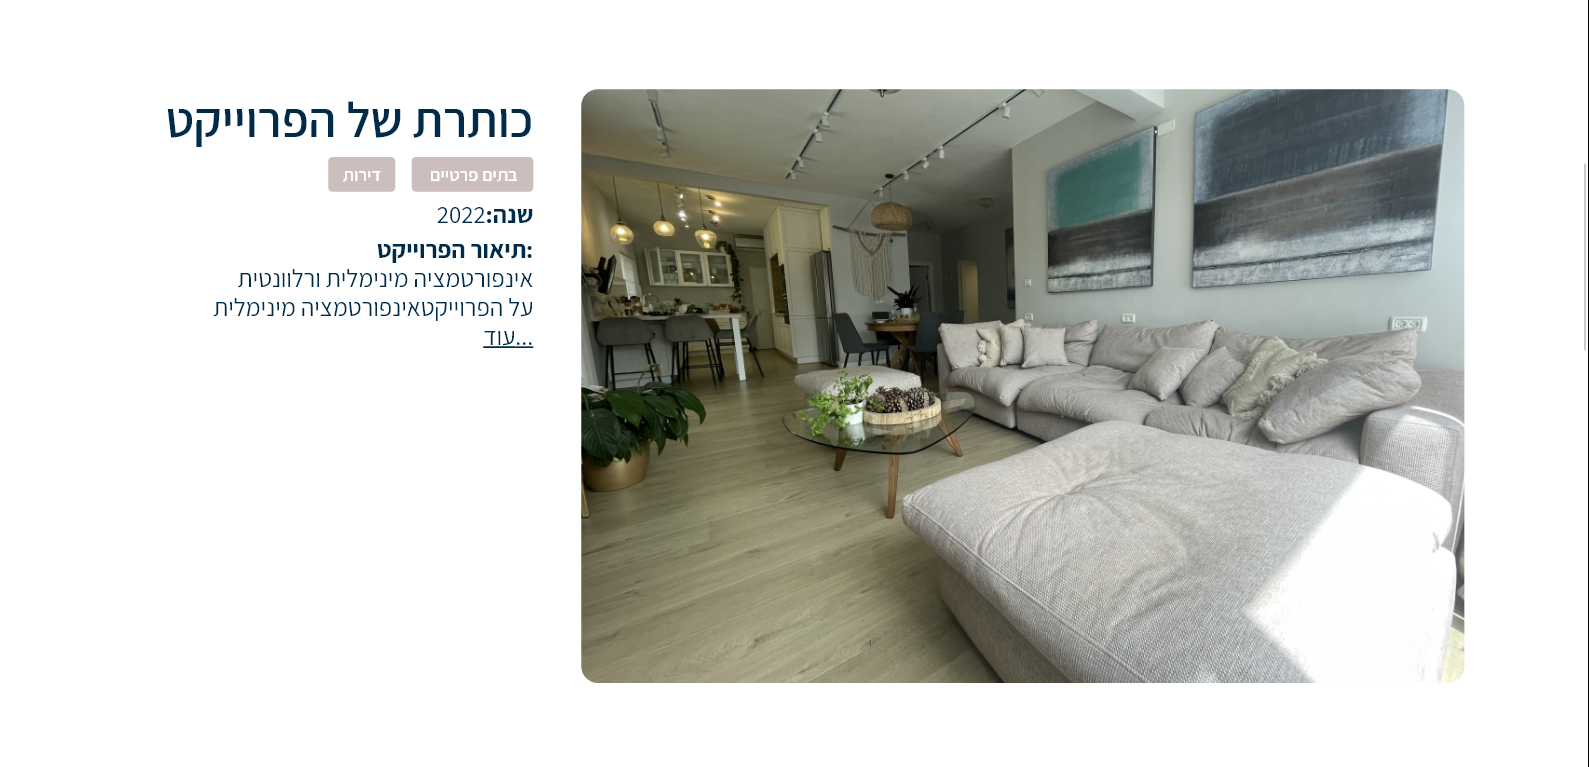 כותרת של הפרוייקט
בתים פרטיים
דירות
שנה:2022
תיאור הפרוייקט:
אינפורטמציה מינימלית ורלוונטית
על הפרוייקטאינפורטמציה מינימלית
...עוד